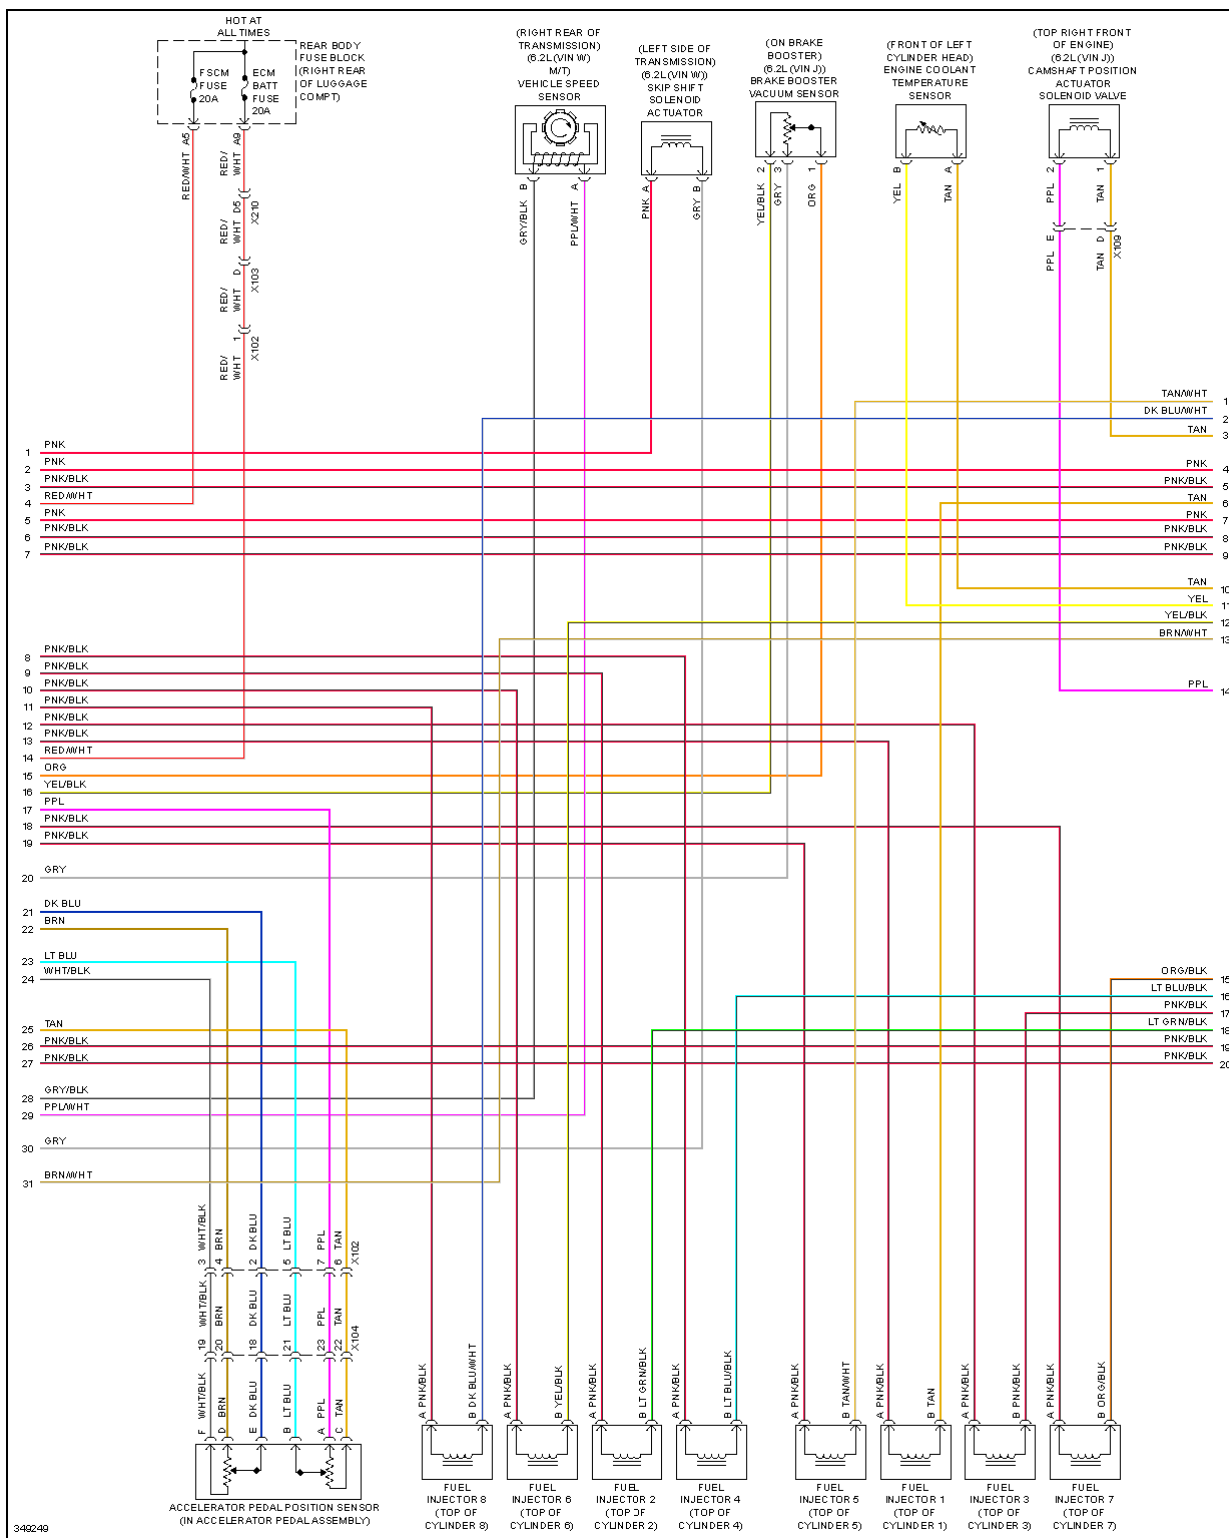 HOT AT
ALL TIMES
REAR BODY
FUSE BLOCK
(RIGHT REAR
OF LUGGAGE
COMPT)
FSCM
FUSE
20A
ECM
BATT
FUSE
20A
(RIGHT REAR OF
TRANSMISSION)
(6.2L(VIN W)
M/T)
VEHICLE SPEED
SENSOR
(LEFT SIDE OF
TRANSMISSION)
(6.2L(VIN W))
SKIP SHIFT
SOLENOID
ACTUATOR
(ON BRAKE
BOOSTER)
(6.2L(VIN J))
BRAKE BOOSTER
VACUUM SENSOR
(FRONT OF LEFT
CYLINDER HEAD)
ENGINE COOLANT
TEMPERATURE
SENSOR
(TOP RIGHT FRONT
OF ENGINE)
(6.2L(VIN J))
CAMSHAFT POSITION
ACTUATOR
SOLENOID VALVE
RED/WHT A5
RED/
WHT A9
RED/
WHT D5
X210
RED/
WHT D
X103
RED/
WHT 1
X102
GRY/BLK B
PPL/WHT A
PNK A
GRY B
YEL/BLK 2
GRY 3
ORG 1
YEL B
TAN A
PPL 2
TAN 1
PPL E
TAN D
X109
1 PNK
2 PNK
3 PNK/BLK
4 RED/WHT
5 PNK
6 PNK/BLK
7 PNK/BLK
8 PNK/BLK
9 PNK/BLK
10 PNK/BLK
11 PNK/BLK
12 PNK/BLK
13 PNK/BLK
14 RED/WHT
15 ORG
16 YEL/BLK
17 PPL
18 PNK/BLK
19 PNK/BLK
20 GRY
21 DK BLU
22 BRN
23 LT BLU
24 WHT/BLK
25 TAN
26 PNK/BLK
27 PNK/BLK
28 GRY/BLK
29 PPL/WHT
30 GRY
31 BRN/WHT
TAN/WHT 1
DK BLU/WHT 2
TAN 3
PNK 4
PNK/BLK 5
TAN 6
PNK 7
PNK/BLK 8
PNK/BLK 9
TAN 10
YEL 11
YEL/BLK 12
BRN/WHT 13
PPL 14
ORG/BLK 15
LT BLU/BLK 16
PNK/BLK 17
LT GRN/BLK 18
PNK/BLK 19
PNK/BLK 20
3 WHT/BLK
4 BRN
2 DK BLU
5 LT BLU
7 PPL
6 TAN
X102
19 WHT/BLK
20 BRN
18 DK BLU
21 LT BLU
23 PPL
22 TAN
X104
F WHT/BLK
D BRN
E DK BLU
B LT BLU
A PPL
C TAN
ACCELERATOR PEDAL POSITION SENSOR
(IN ACCELERATOR PEDAL ASSEMBLY)
A PNK/BLK
B DK BLU/WHT
A PNK/BLK
B YEL/BLK
A PNK/BLK
B LT GRN/BLK
A PNK/BLK
B LT BLU/BLK
A PNK/BLK
B TAN/WHT
A PNK/BLK
B TAN
A PNK/BLK
B PNK/BLK
A PNK/BLK
B ORG/BLK
FUEL
INJECTOR 8
(TOP OF
CYLINDER 8)
FUEL
INJECTOR 6
(TOP OF
CYLINDER 6)
FUEL
INJECTOR 2
(TOP OF
CYLINDER 2)
FUEL
INJECTOR 4
(TOP OF
CYLINDER 4)
FUEL
INJECTOR 5
(TOP OF
CYLINDER 5)
FUEL
INJECTOR 1
(TOP OF
CYLINDER 1)
FUEL
INJECTOR 3
(TOP OF
CYLINDER 3)
FUEL
INJECTOR 7
(TOP OF
CYLINDER 7)
349249